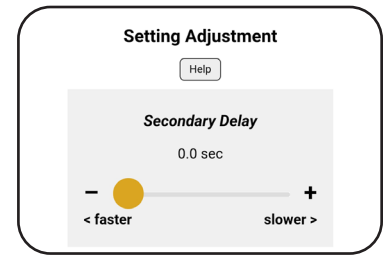 Setting Adjustment
Help
Secondary Delay
0.0 sec
− +
< faster slower >